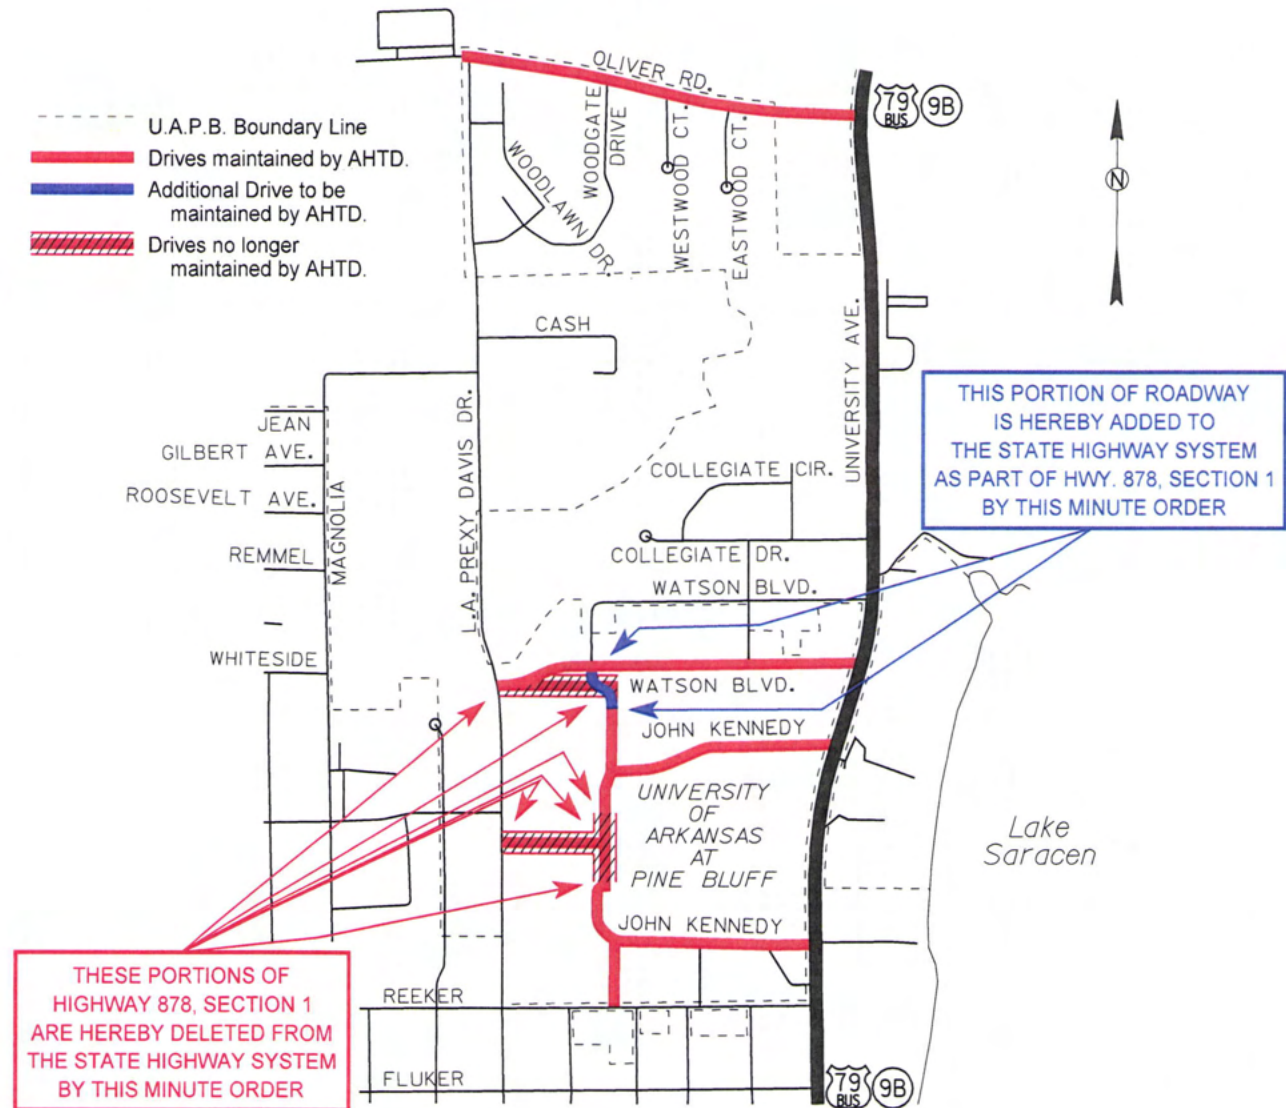 OLIVER RD.
79
BUS
9B
U.A.P.B. Boundary Line
Drives maintained by AHTD.
Additional Drive to be
maintained by AHTD.
Drives no longer
maintained by AHTD.
WOODGATE
DRIVE
WOODLAWN DR.
WESTWOOD CT.
EASTWOOD CT.
N
CASH
UNIVERSITY AVE.
THIS PORTION OF ROADWAY
IS HEREBY ADDED TO
THE STATE HIGHWAY SYSTEM
AS PART OF HWY. 878, SECTION 1
BY THIS MINUTE ORDER
JEAN
GILBERT AVE.
ROOSEVELT AVE.
REMMEL
MAGNOLIA
L.A. PREXY DAVIS DR.
COLLEGIATE CIR.
COLLEGIATE DR.
WATSON BLVD.
WHITESIDE
WATSON BLVD.
JOHN KENNEDY
UNIVERSITY
OF
ARKANSAS
AT
PINE BLUFF
Lake
Saracen
JOHN KENNEDY
THESE PORTIONS OF
HIGHWAY 878, SECTION 1
ARE HEREBY DELETED FROM
THE STATE HIGHWAY SYSTEM
BY THIS MINUTE ORDER
REEKER
FLUKER
79
BUS
9B